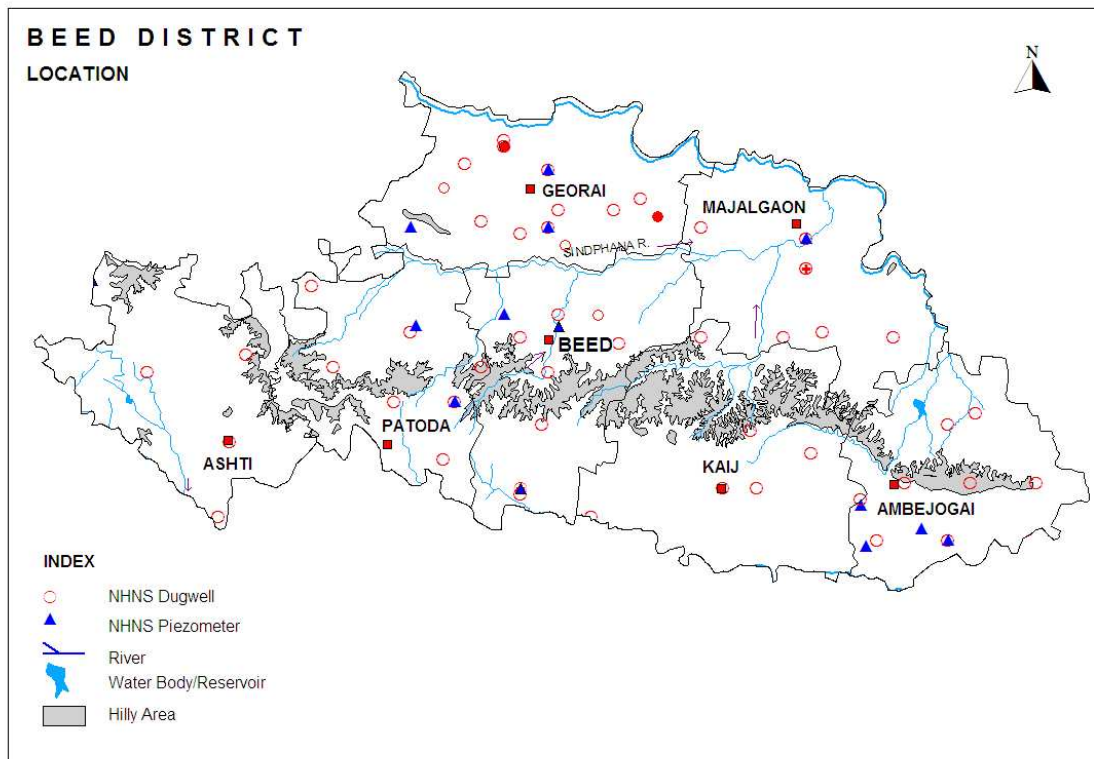 BEED DISTRICT
LOCATION
N
GEORAI
MAJALGAON
SINDPHANA R.
BEED
PATODA
ASHTI
KAIJ
AMBEJOGAI
INDEX
NHNS Dugwell
NHNS Piezometer
River
Water Body/Reservoir
Hilly Area